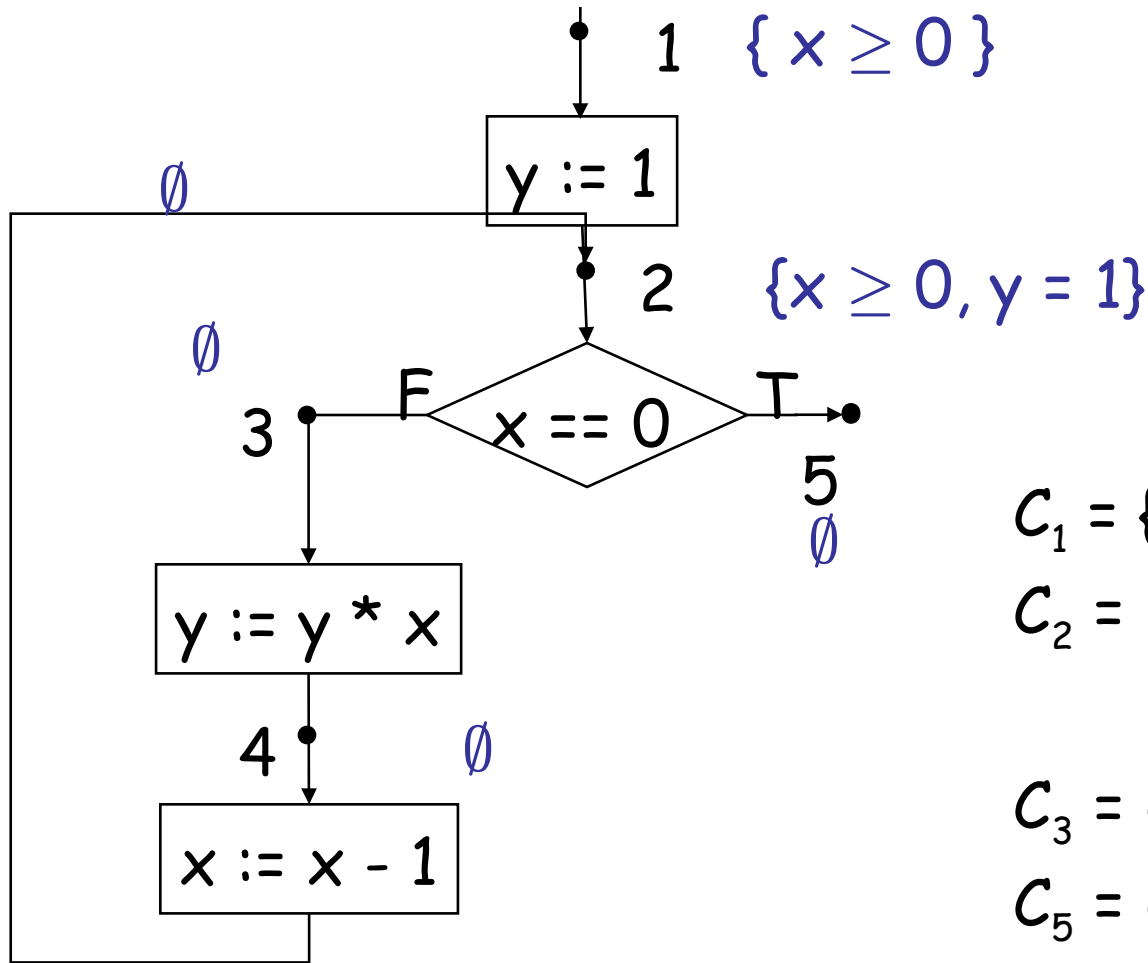 1 { x ≥ 0 }
y := 1
∅
2 {x ≥ 0, y = 1}
∅
F T
x == 0
3
5
∅
C₁ = {
C₂ =
y := y * x
4 ∅
C₃ =
x := x - 1
C₅ =